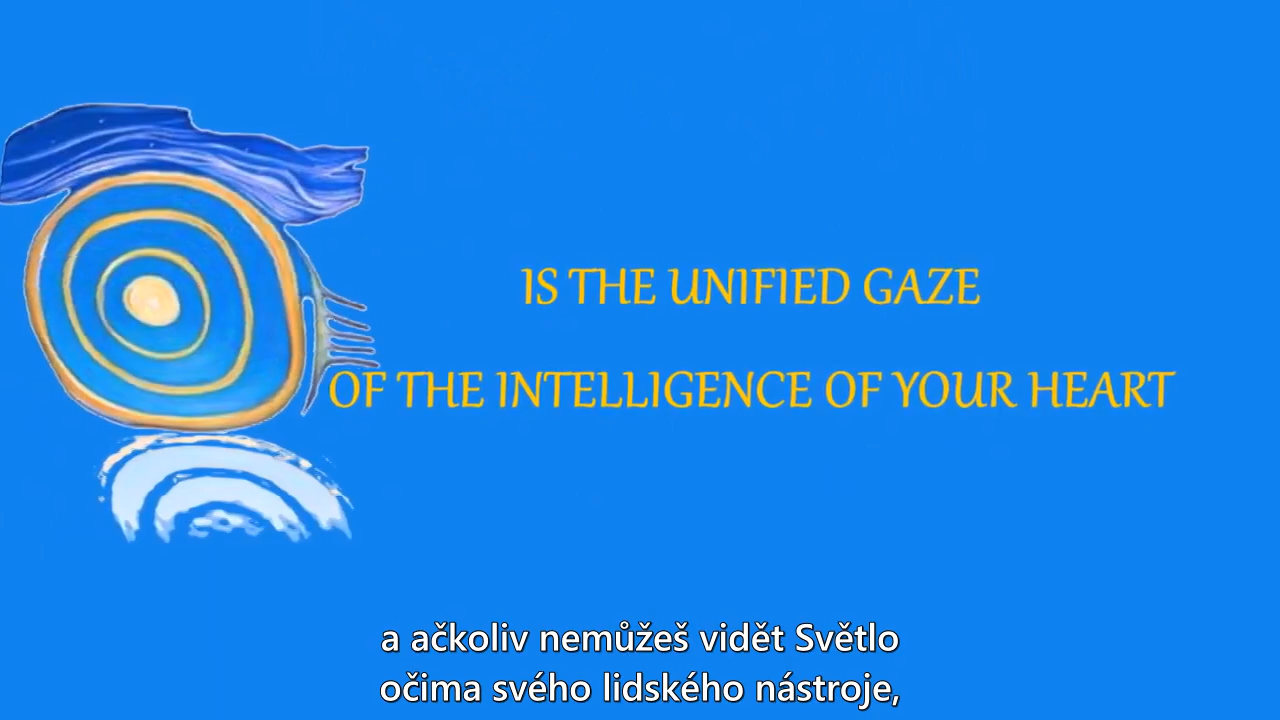 IS THE UNIFIED GAZE
OF THE INTELLIGENCE OF YOUR HEART
a ačkoliv nemůžeš vidět Světlo
očima svého lidského nástroje,